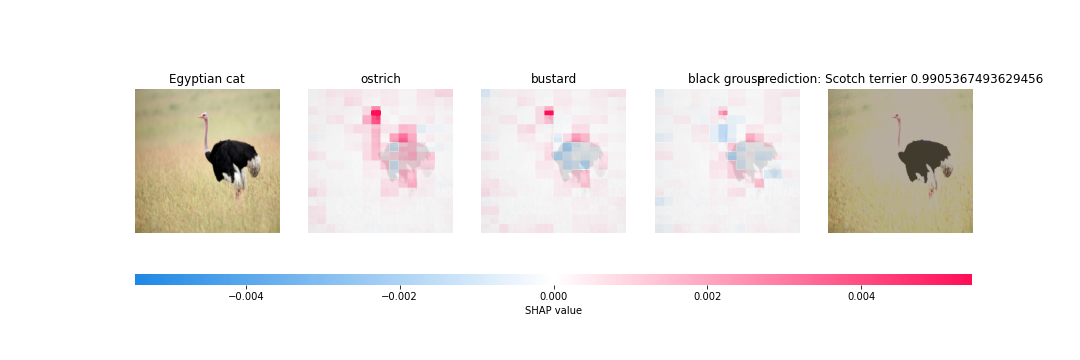 Egyptian cat
ostrich
bustard
black grouse
prediction: Scotch terrier 0.9905367493629456
−0.004
−0.002
0.000
0.002
0.004
SHAP value